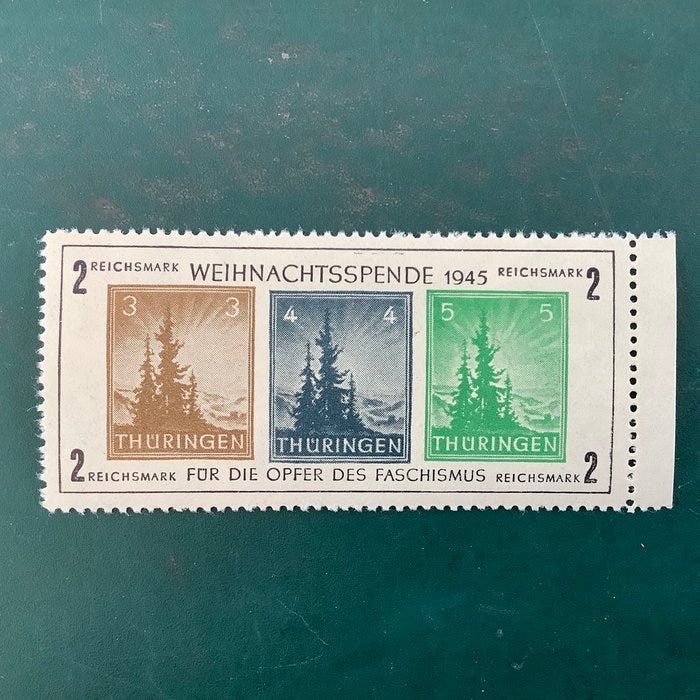 2 REICHSMARK WEIHNACHTSSPENDE 1945 REICHSMARK 2
3 3
THÜRINGEN
4 4
THÜRINGEN
5 5
THÜRINGEN
2 REICHSMARK FÜR DIE OPFER DES FASCHISMUS REICHSMARK 2